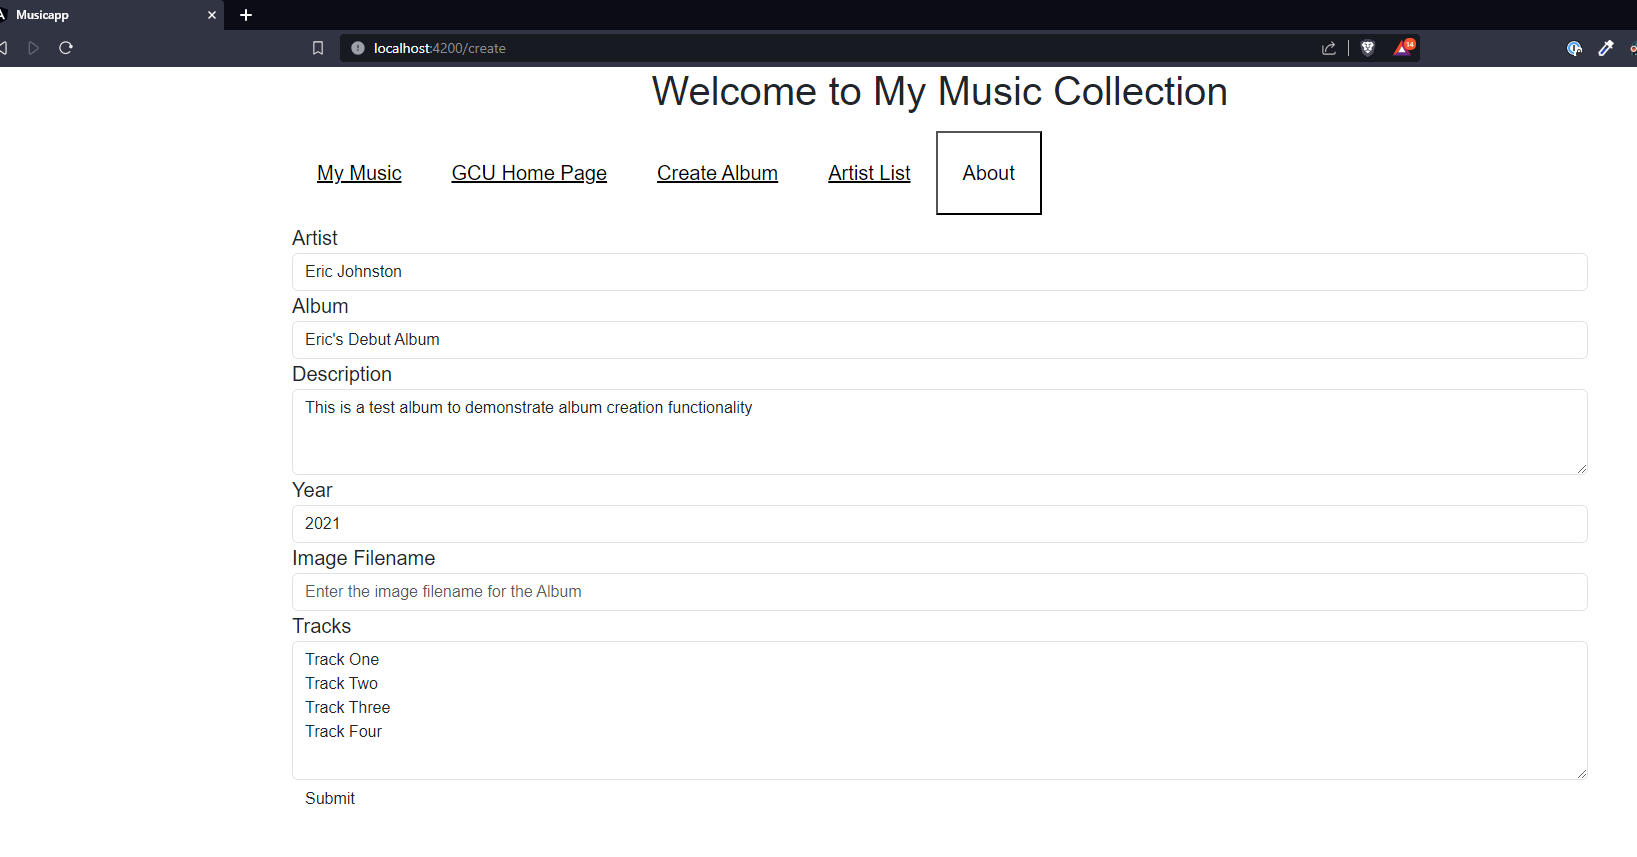 Musicapp
localhost:4200/create
14
Welcome to My Music Collection
My Music GCU Home Page Create Album Artist List About
Artist
Eric Johnston
Album
Eric's Debut Album
Description
This is a test album to demonstrate album creation functionality
Year
2021
Image Filename
Enter the image filename for the Album
Tracks
Track One
Track Two
Track Three
Track Four
Submit